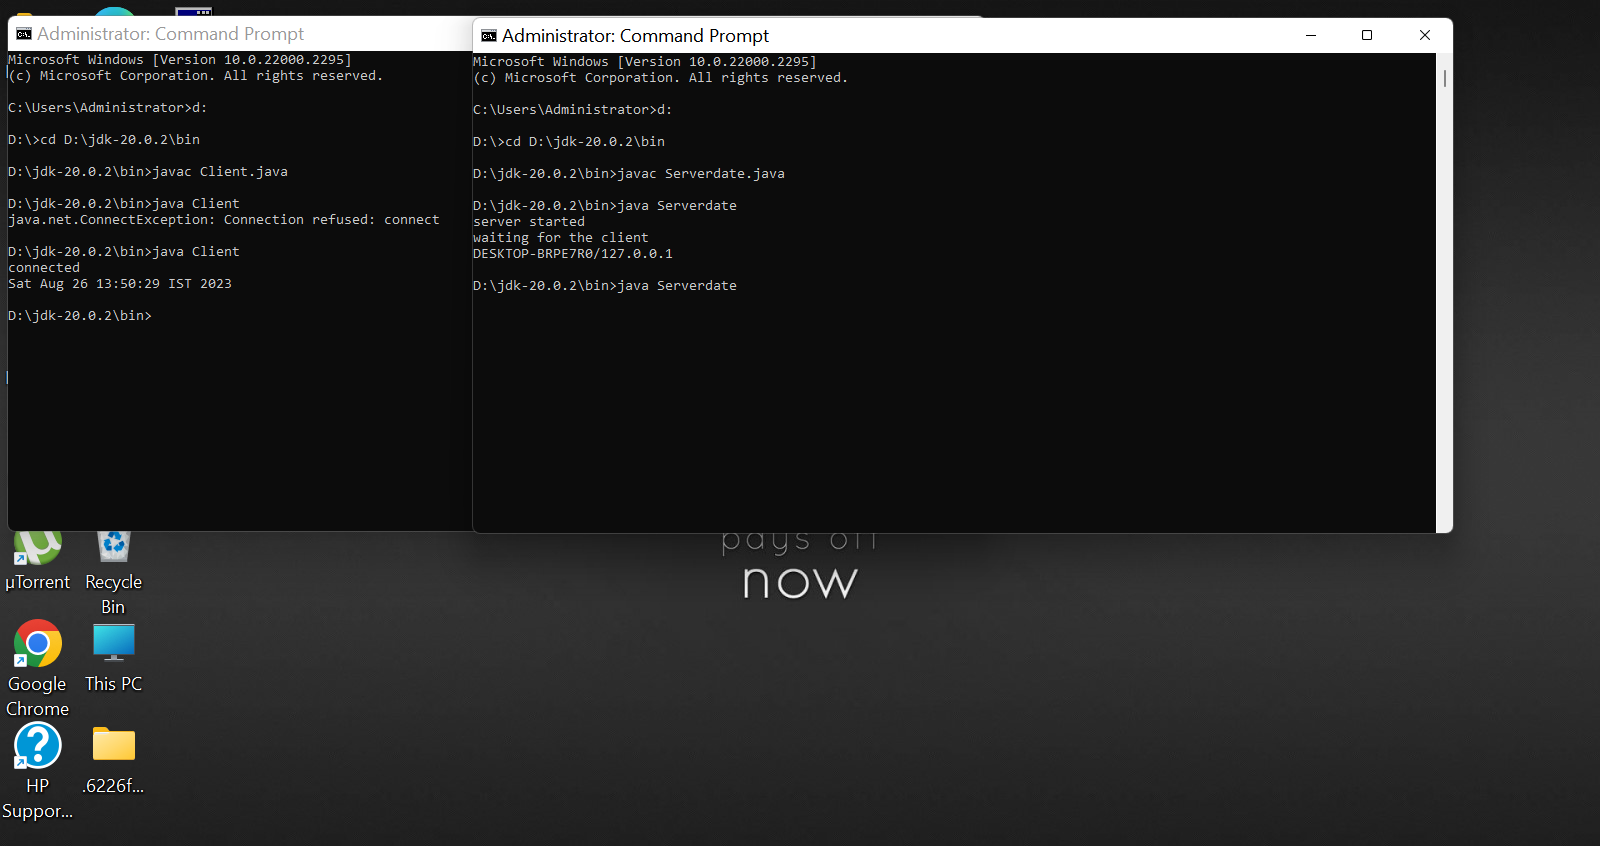 Administrator: Command Prompt
Microsoft Windows [Version 10.0.22000.2295]
(c) Microsoft Corporation. All rights reserved.
C:\Users\Administrator>d:
D:\>cd D:\jdk-20.0.2\bin
D:\jdk-20.0.2\bin>javac Client.java
D:\jdk-20.0.2\bin>java Client
java.net.ConnectException: Connection refused: connect
D:\jdk-20.0.2\bin>java Client
connected
Sat Aug 26 13:50:29 IST 2023
D:\jdk-20.0.2\bin>
Administrator: Command Prompt
Microsoft Windows [Version 10.0.22000.2295]
(c) Microsoft Corporation. All rights reserved.
C:\Users\Administrator>d:
D:\>cd D:\jdk-20.0.2\bin
D:\jdk-20.0.2\bin>javac Serverdate.java
D:\jdk-20.0.2\bin>java Serverdate
server started
waiting for the client
DESKTOP-BRPE7R0/127.0.0.1
D:\jdk-20.0.2\bin>java Serverdate
pays off
now
µTorrent
Recycle
Bin
Google
Chrome
This PC
HP
Suppor...
.6226f...